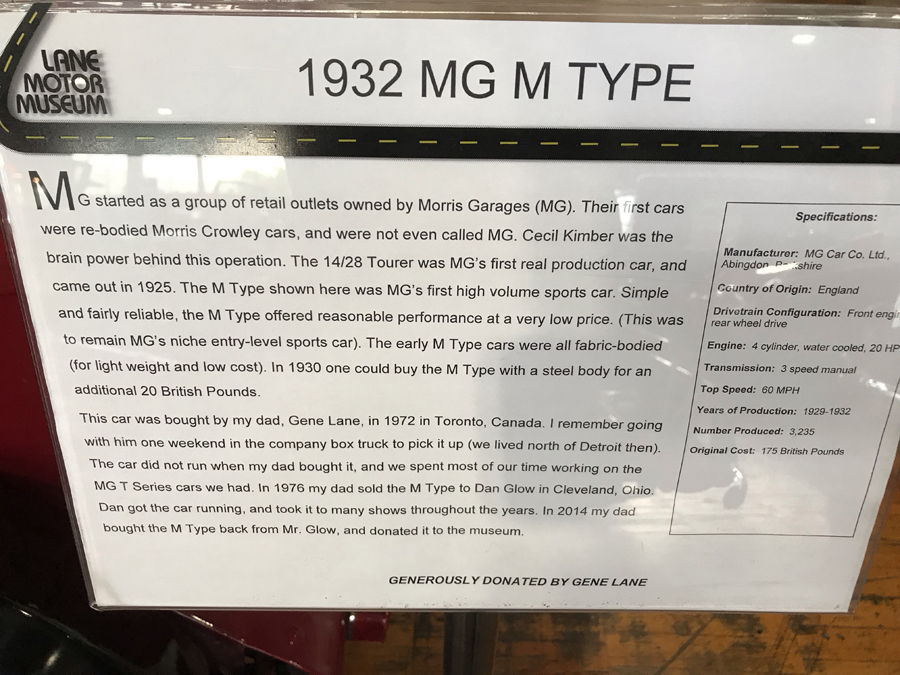 LANE
MOTOR
MUSEUM
1932 MG M TYPE
MG started as a group of retail outlets owned by Morris Garages (MG). Their first cars
were re-bodied Morris Crowley cars, and were not even called MG. Cecil Kimber was the
brain power behind this operation. The 14/28 Tourer was MG's first real production car, and
came out in 1925. The M Type shown here was MG's first high volume sports car. Simple
and fairly reliable, the M Type offered reasonable performance at a very low price. (This was
to remain MG's niche entry-level sports car). The early M Type cars were all fabric-bodied
(for light weight and low cost). In 1930 one could buy the M Type with a steel body for an
additional 20 British Pounds.
This car was bought by my dad, Gene Lane, in 1972 in Toronto, Canada. I remember going
with him one weekend in the company box truck to pick it up (we lived north of Detroit then).
The car did not run when my dad bought it, and we spent most of our time working on the
MG T Series cars we had. In 1976 my dad sold the M Type to Dan Glow in Cleveland, Ohio.
Dan got the car running, and took it to many shows throughout the years. In 2014 my dad
bought the M Type back from Mr. Glow, and donated it to the museum.
GENEROUSLY DONATED BY GENE LANE
Specifications:
Manufacturer: MG Car Co. Ltd.,
Abingdon,
Country of Origin: England
Drivetrain Configuration: Front
rear wheel drive
Engine: 4 cylinder, water cooled, 20 HP
Transmission: 3 speed manual
Top Speed: 60 MPH
Years of Production: 1929-1932
Number Produced: 3,235
Original Cost: 175 British Pounds